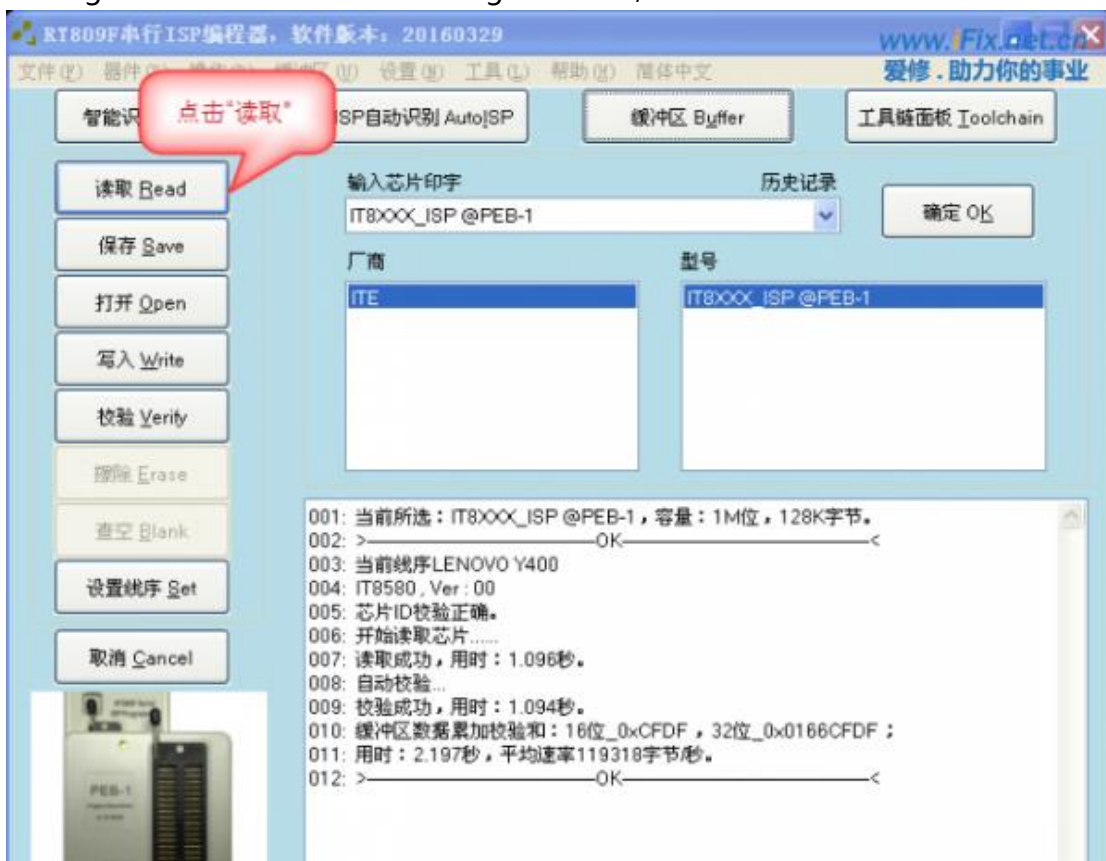 RT809F串行ISP编程器，软件版本：20160329
www.iFix.net.cn
爱修.助力你的事业
文件(F) 器件 设置 工具(L) 帮助(H) 简体中文
点击“读取”
智能识
ISP自动识别 Auto|SP
缓冲区 Buffer
工具链面板 Toolchain
读取 Read
保存 Save
打开 Open
写入 Write
校验 Verify
擦除 Erase
查空 Blank
设置线序 Set
取消 Cancel
输入芯片印字
历史记录
IT8XXX_ISP @PEB-1
确定 OK
厂商
型号
ITE
IT8XXX_ISP @PEB-1
001: 当前所选：IT8XXX_ISP @PEB-1，容量：1M位，128K字节。
002: >————————OK————————<
003: 当前线序LENOVO Y400
004: IT8580 , Ver : 00
005: 芯片ID校验正确。
006: 开始读取芯片......
007: 读取成功，用时：1.096秒。
008: 自动校验...
009: 校验成功，用时：1.094秒。
010: 缓冲区数据累加校验和：16位_0xCFDF，32位_0x0166CFDF；
011: 用时：2.197秒，平均速率119318字节/秒。
012: >————————OK————————<
PEB-1